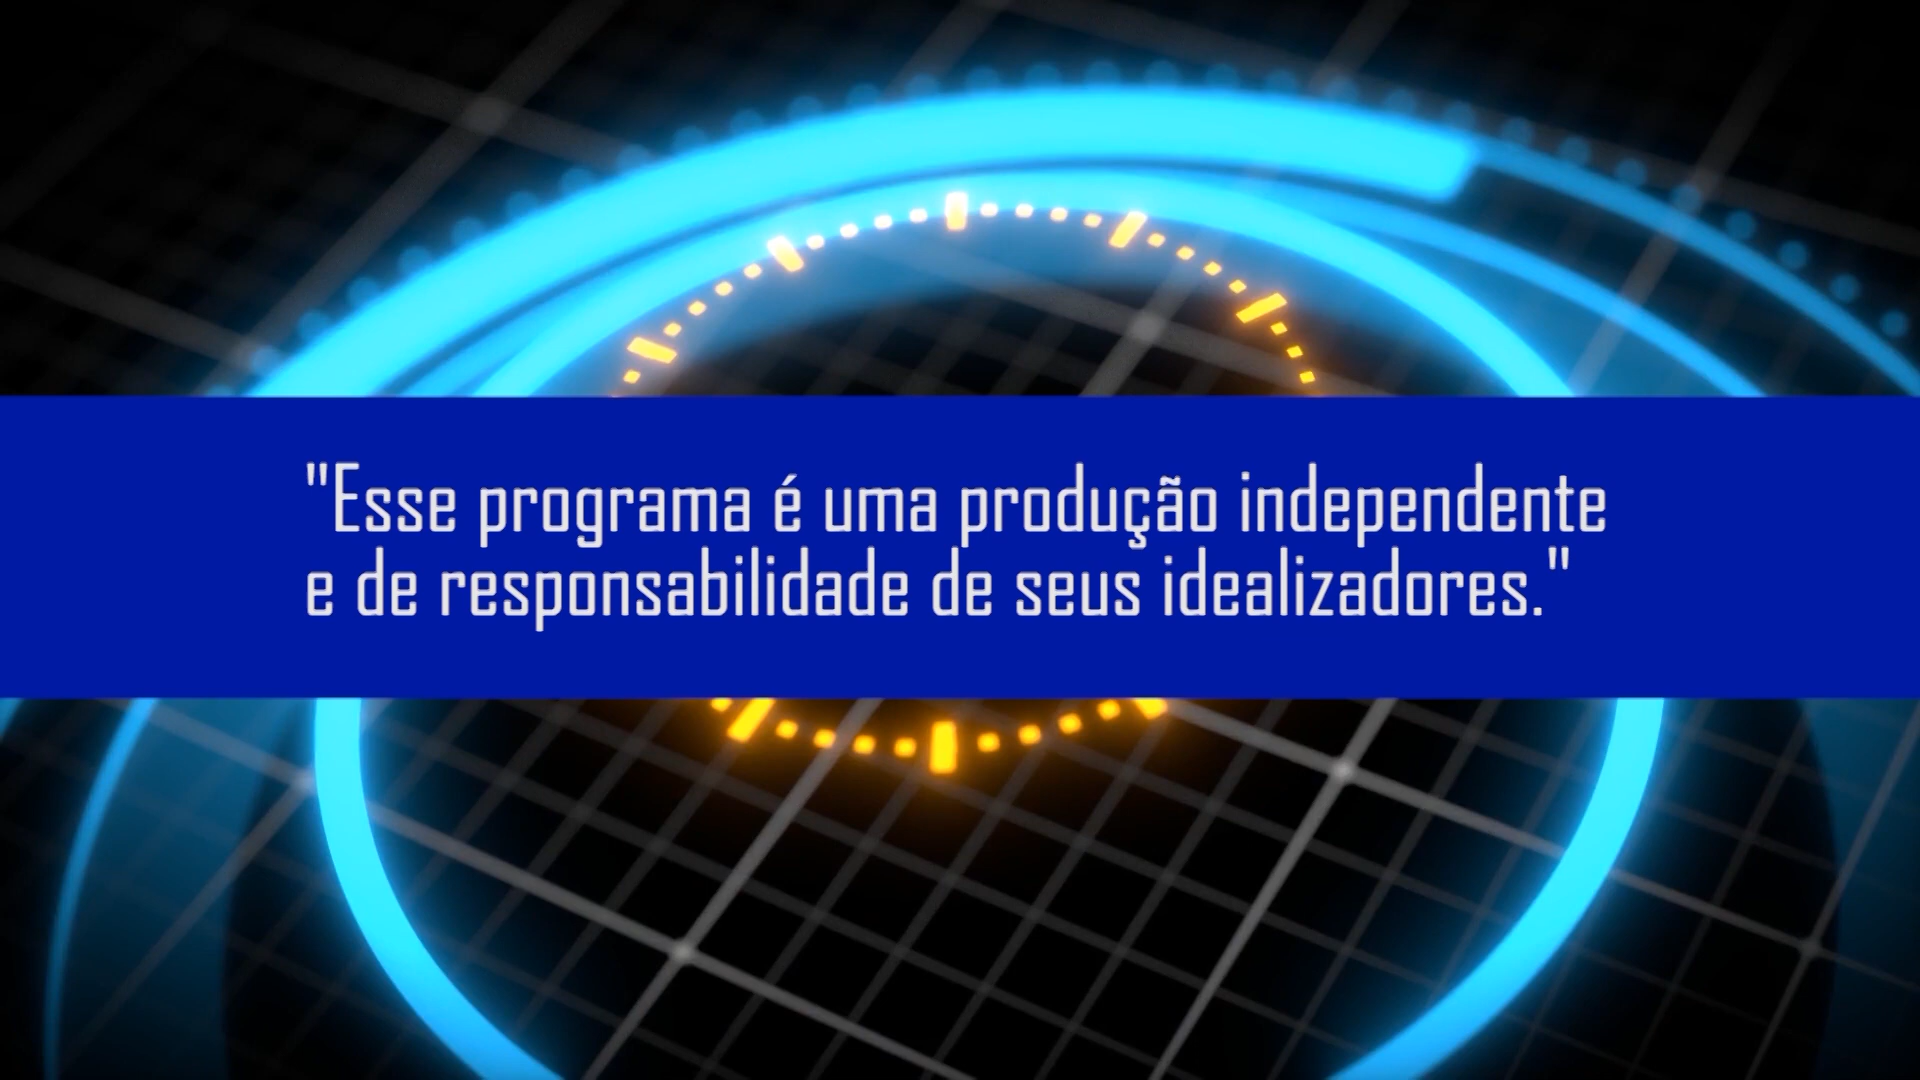 "Esse programa é uma produção independente
e de responsabilidade de seus idealizadores."